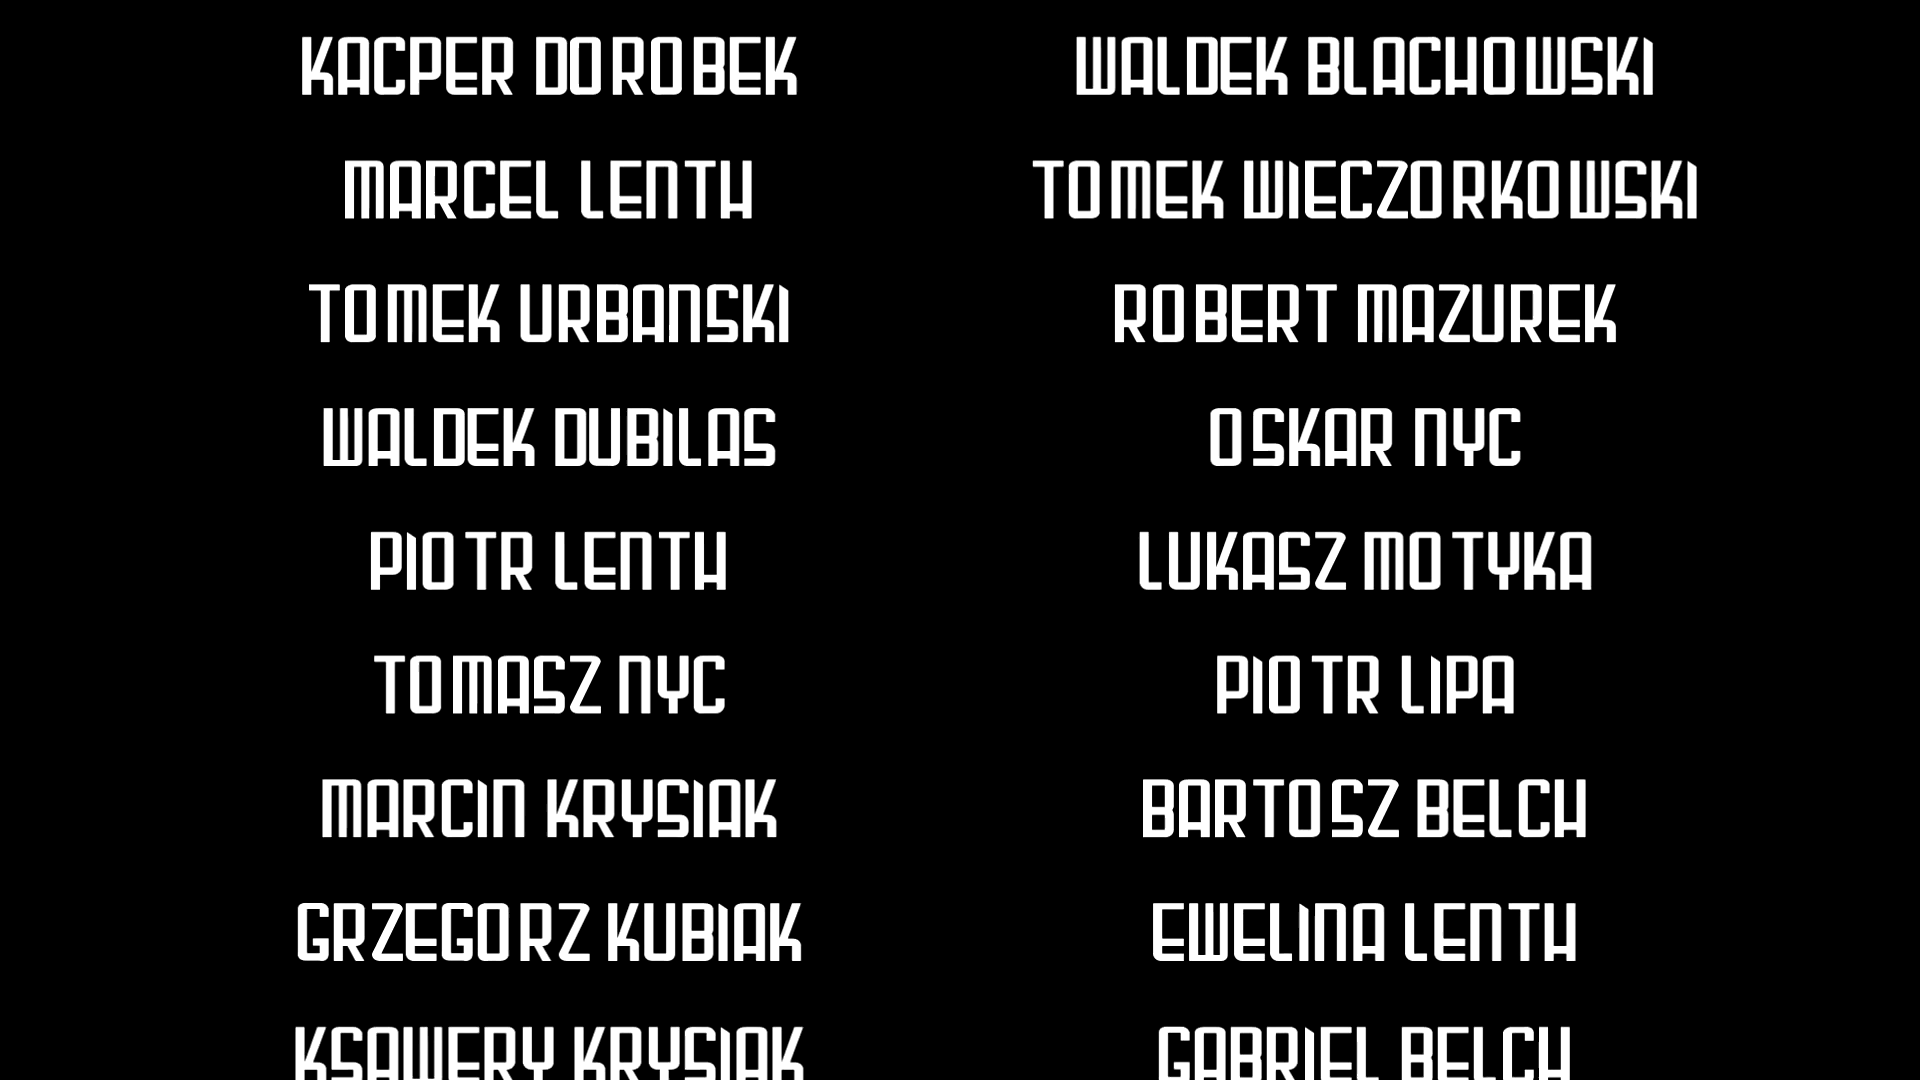 KACPER DOROBEK WALDEK BLACHOWSKI
MARCEL LENTH TOMEK WIECZORKOWSKI
TOMEK URBANSKI ROBERT MAZUREK
WALDEK DUBILAS OSKAR NYC
PIOTR LENTH LUKASZ MOTYKA
TOMASZ NYC PIOTR LIPA
MARCIN KRYSIAK BARTOSZ BELCH
GRZEGORZ KUBIAK EWELINA LENTH
KSAWERY KRYSIAK GABRIEL BELCH